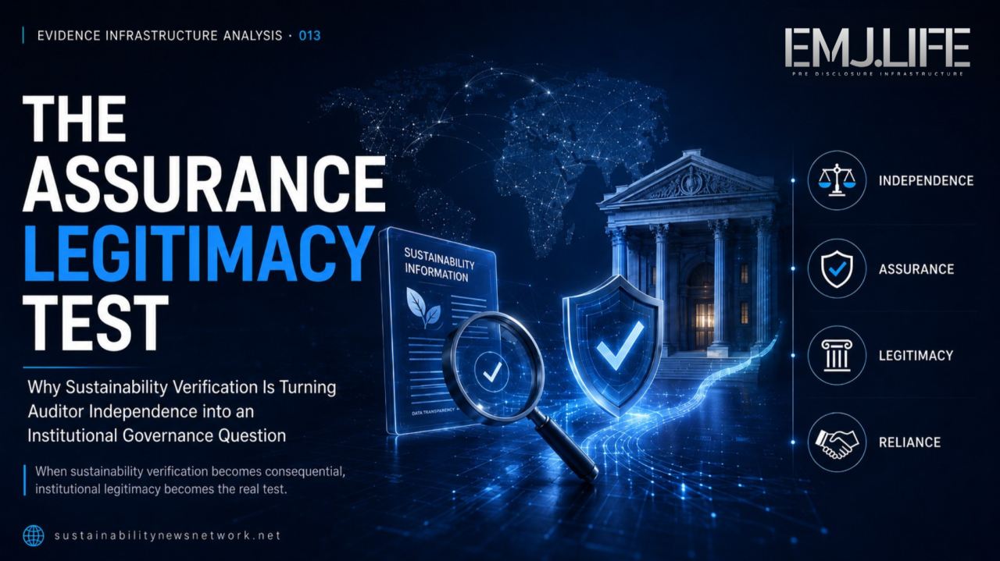 EVIDENCE INFRASTRUCTURE ANALYSIS · 013
EMJ.LIFE
PRE DISCLOSURE INFRASTRUCTURE
THE
ASSURANCE
LEGITIMACY
TEST
Why Sustainability Verification Is Turning
Auditor Independence into an
Institutional Governance Question
When sustainability verification becomes consequential,
institutional legitimacy becomes the real test.
sustainabilitynewsnetwork.net
SUSTAINABILITY
INFORMATION
DATA TRANSPARENCY
INDEPENDENCE
ASSURANCE
LEGITIMACY
RELIANCE